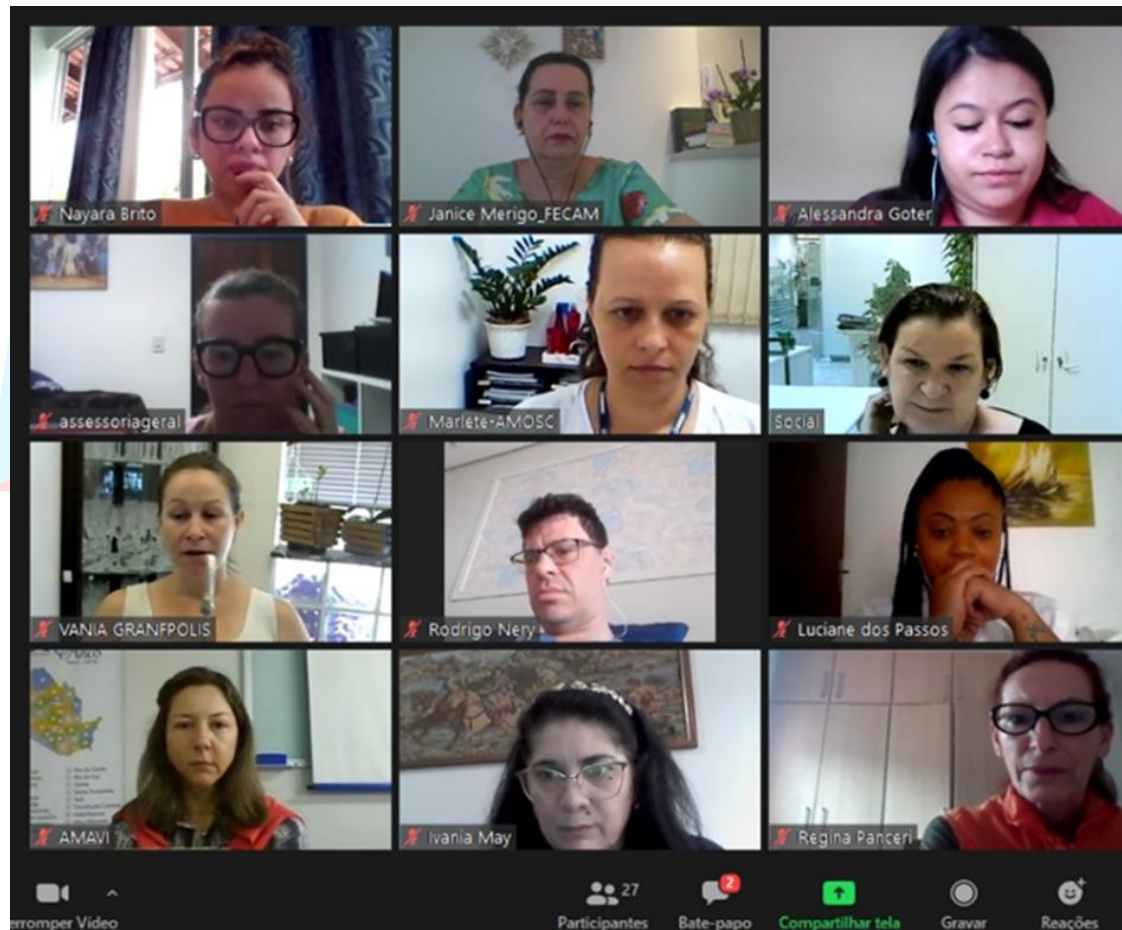 Nayara Brito
Janice Merigo_FECAM
Alessandra Goter
assessoriageral
Marlete-AMOSC
Social
VANIA GRANFPOLIS
Rodrigo Nery
Luciane dos Passos
AMAVI
Ivania May
Regina Panceri
27
2
erromper Vídeo
Participantes
Bate-papo
Compartilhar tela
Gravar
Reações